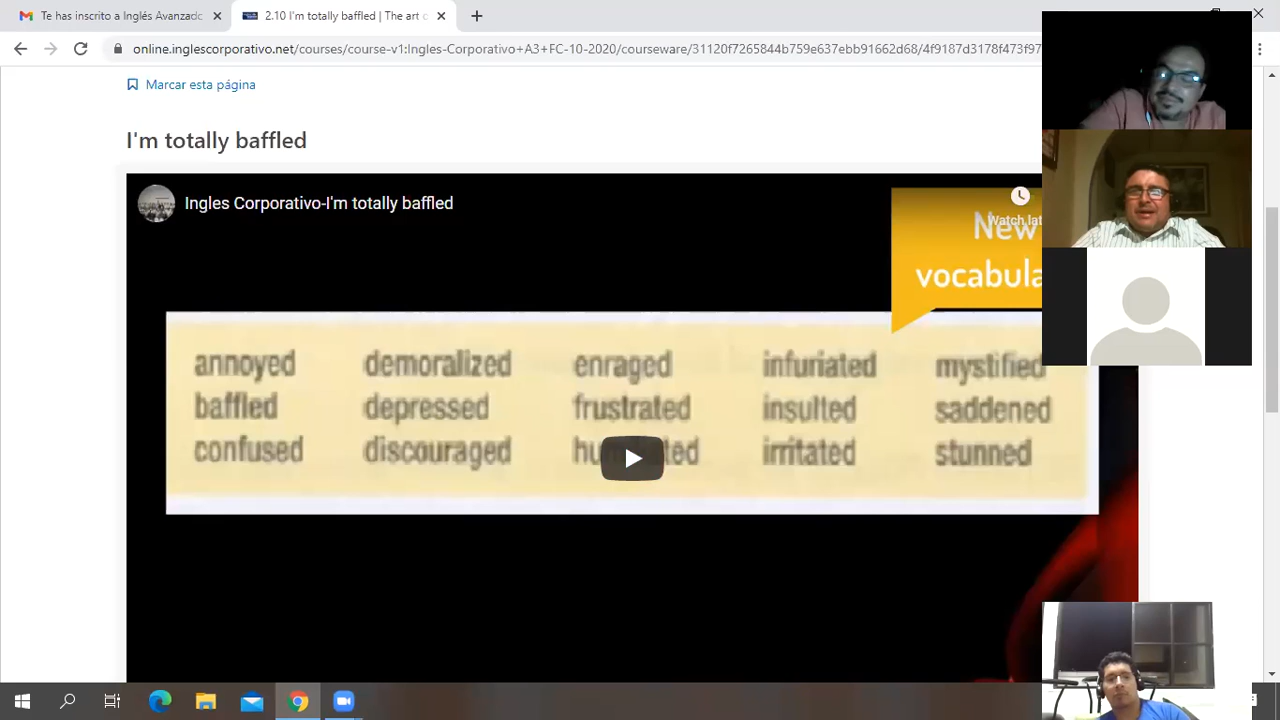 Te has inscrito a Inglés Avanzado
2.10 I'm totally baffled | The art o
online.inglescorporativo.net/courses/course-v1:Ingles-Corporativo+A3+FC-10-2020/courseware/31120f7265844b759e637ebb91662d68/4f9187d3178f473f97
Marcar esta página
I'm totally baffled
Ingles Corporativo-I'm totally baffled
Watch lat
New
vocabula
annoyed demoralized enraged infuriated mystified
baffled depressed frustrated insulted saddened
confused discouraged irritated stunned